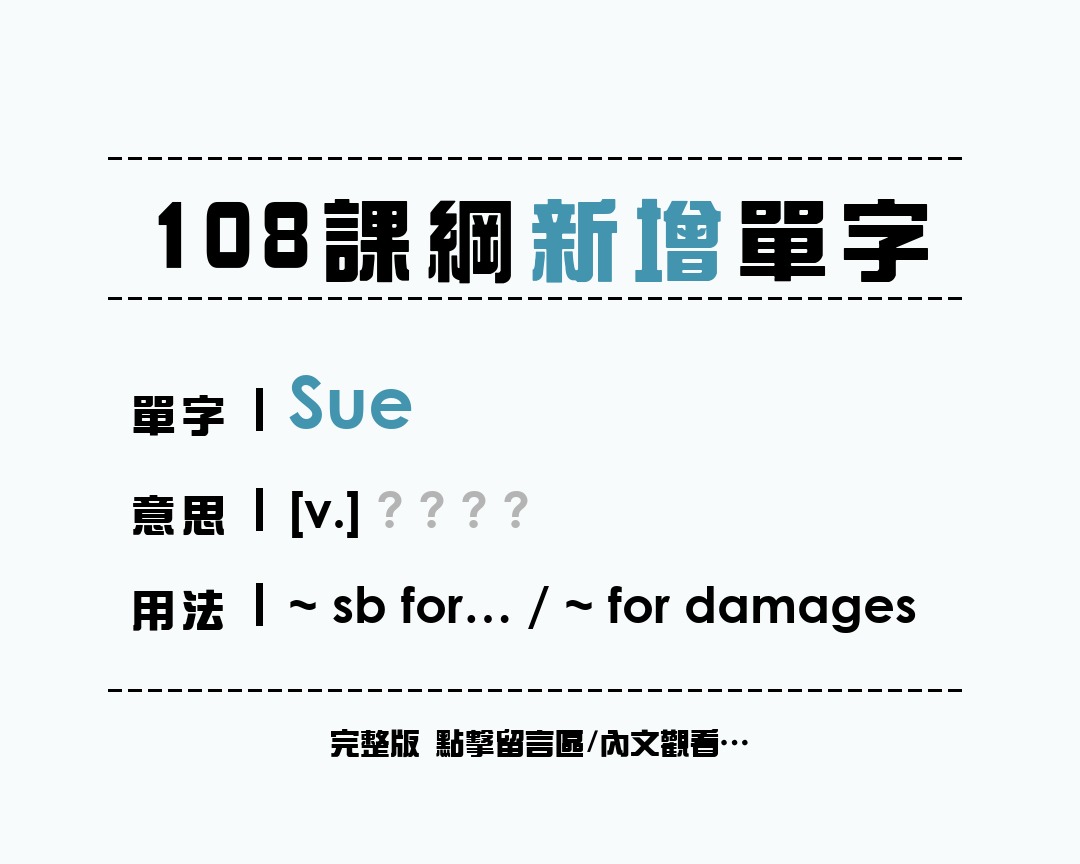 108課綱新增單字
單字 | Sue
意思 | [v.] ? ? ? ?
用法 | ~ sb for... / ~ for damages
完整版 點擊留言區/內文觀看…